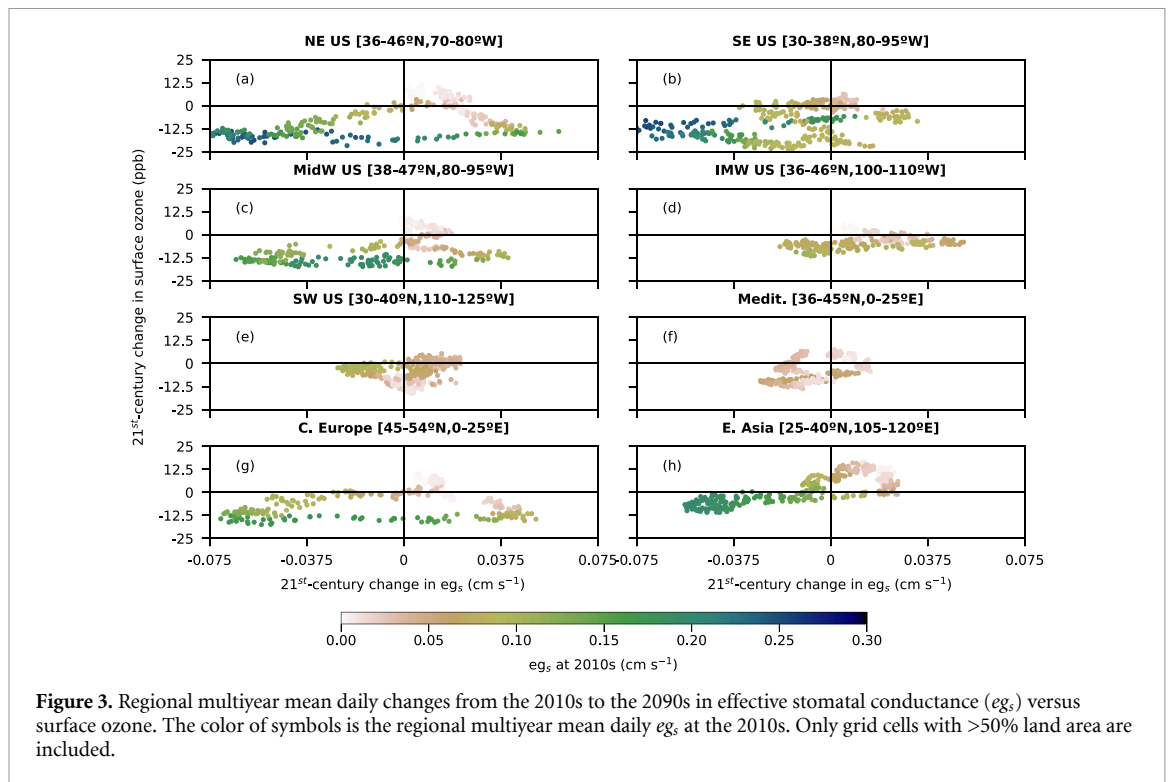 NE US [36-46ºN,70-80ºW]
SE US [30-38ºN,80-95ºW]
25
12.5
0
-12.5
-25
(a)
(b)
MidW US [38-47ºN,80-95ºW]
IMW US [36-46ºN,100-110ºW]
25
12.5
0
-12.5
-25
(c)
(d)
21st-century change in surface ozone (ppb)
SW US [30-40ºN,110-125ºW]
Medit. [36-45ºN,0-25ºE]
25
12.5
0
-12.5
-25
(e)
(f)
C. Europe [45-54ºN,0-25ºE]
E. Asia [25-40ºN,105-120ºE]
25
12.5
0
-12.5
-25
(g)
(h)
-0.075 -0.0375 0 0.0375 0.075
-0.075 -0.0375 0 0.0375 0.075
21st-century change in egs (cm s−1)
21st-century change in egs (cm s−1)
0.00 0.05 0.10 0.15 0.20 0.25 0.30
egs at 2010s (cm s−1)
Figure 3. Regional multiyear mean daily changes from the 2010s to the 2090s in effective stomatal conductance (egs) versus
surface ozone. The color of symbols is the regional multiyear mean daily egs at the 2010s. Only grid cells with >50% land area are
included.